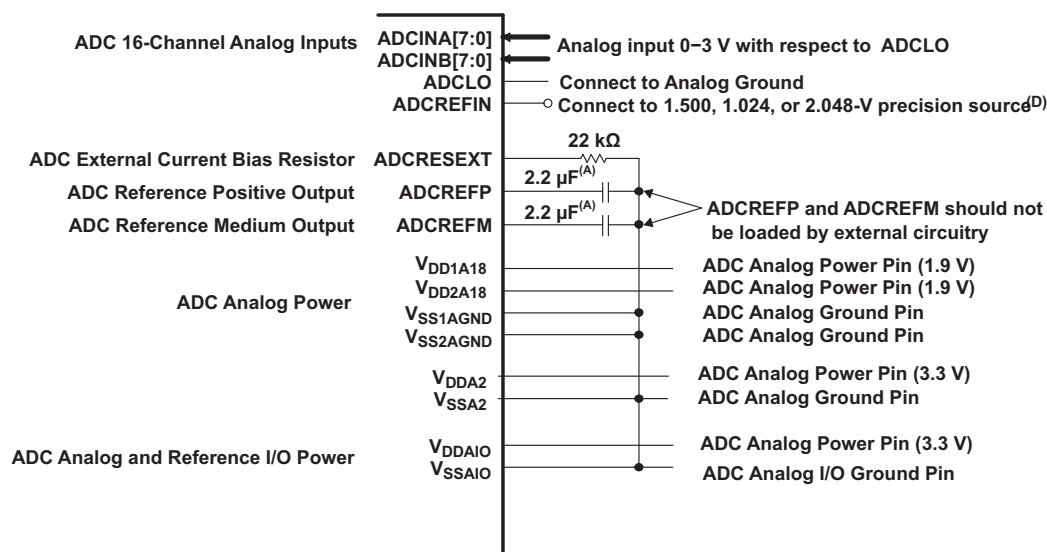 ADC 16-Channel Analog Inputs ADCINA[7:0] Analog input 0−3 V with respect to ADCLO
ADCINB[7:0]
ADCLO Connect to Analog Ground
ADCREFIN Connect to 1.500, 1.024, or 2.048-V precision source(D)
22 kΩ
ADC External Current Bias Resistor ADCRESEXT
2.2 μF(A)
ADC Reference Positive Output ADCREFP
2.2 μF(A)
ADC Reference Medium Output ADCREFM
ADCREFP and ADCREFM should not
be loaded by external circuitry
VDD1A18 ADC Analog Power Pin (1.9 V)
VDD2A18 ADC Analog Power Pin (1.9 V)
ADC Analog Power
VSS1AGND ADC Analog Ground Pin
VSS2AGND ADC Analog Ground Pin
VDDA2 ADC Analog Power Pin (3.3 V)
VSSA2 ADC Analog Ground Pin
VDDAIO ADC Analog Power Pin (3.3 V)
ADC Analog and Reference I/O Power
VSSAIO ADC Analog I/O Ground Pin